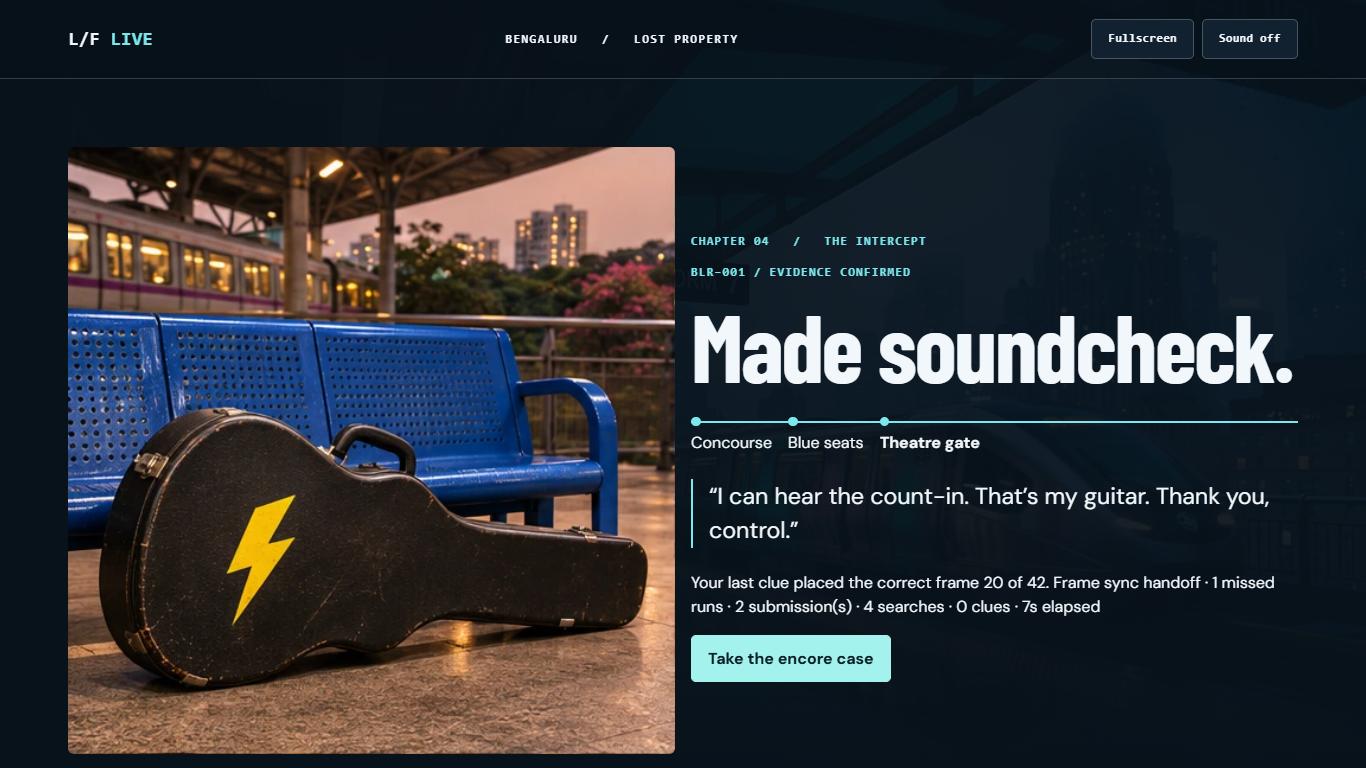 L/F LIVE
BENGALURU / LOST PROPERTY
Fullscreen
Sound off
CHAPTER 04 / THE INTERCEPT
BLR-001 / EVIDENCE CONFIRMED
Made soundcheck.
Concourse
Blue seats
Theatre gate
“I can hear the count-in. That’s my guitar. Thank you,
control.”
Your last clue placed the correct frame 20 of 42. Frame sync handoff · 1 missed
runs · 2 submission(s) · 4 searches · 0 clues · 7s elapsed
Take the encore case